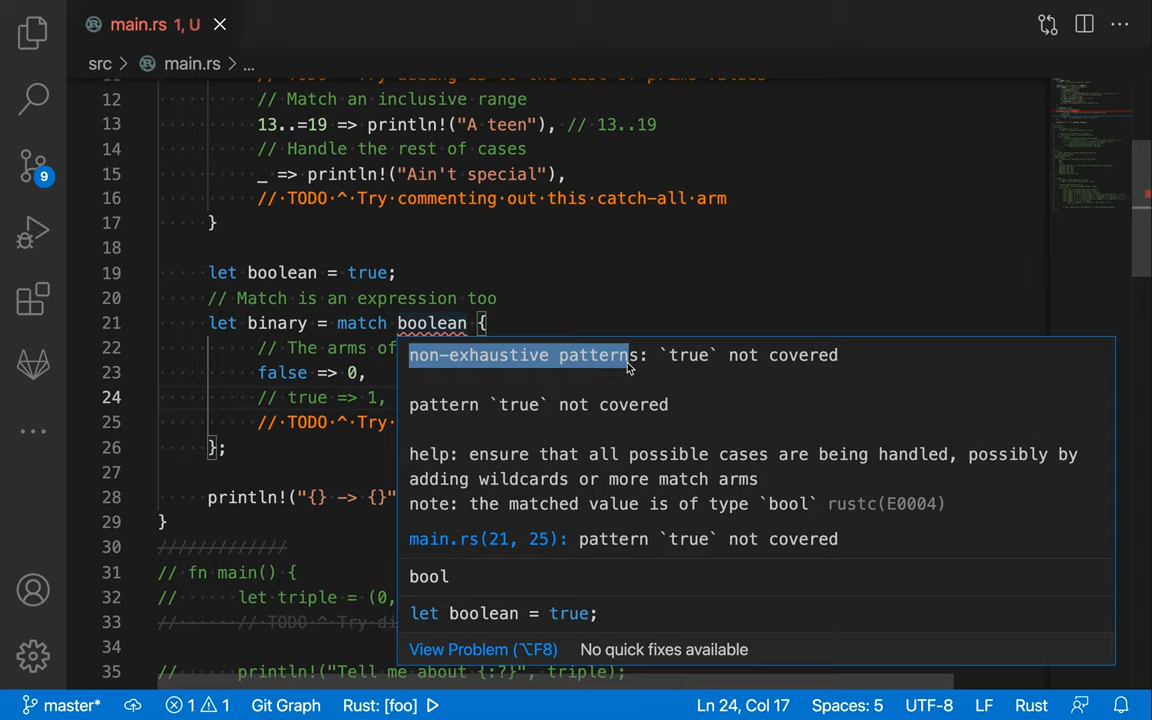 main.rs 1, U
src > main.rs > ...
12 // Match an inclusive range
13 13..=19 => println!("A teen"), // 13..19
14 // Handle the rest of cases
15 _ => println!("Ain't special"),
16 // TODO ^ Try commenting out this catch-all arm
17 }
18
19 let boolean = true;
20 // Match is an expression too
21 let binary = match boolean {
22 // The arms of
23 false => 0,
24 // true => 1,
25 // TODO ^ Try
26 };
27
28 println!("{} -> {}"
29 }
30 /////////////
31 // fn main() {
32 // let triple = (0,
33 // // TODO ^ Try di
34
35 // println!("Tell me about {:?}", triple);
non-exhaustive patterns: `true` not covered
pattern `true` not covered
help: ensure that all possible cases are being handled, possibly by
adding wildcards or more match arms
note: the matched value is of type `bool` rustc(E0004)
main.rs(21, 25): pattern `true` not covered
bool
let boolean = true;
View Problem (⌥F8) No quick fixes available
9
master* 1 1 Git Graph Rust: [foo] Ln 24, Col 17 Spaces: 5 UTF-8 LF Rust